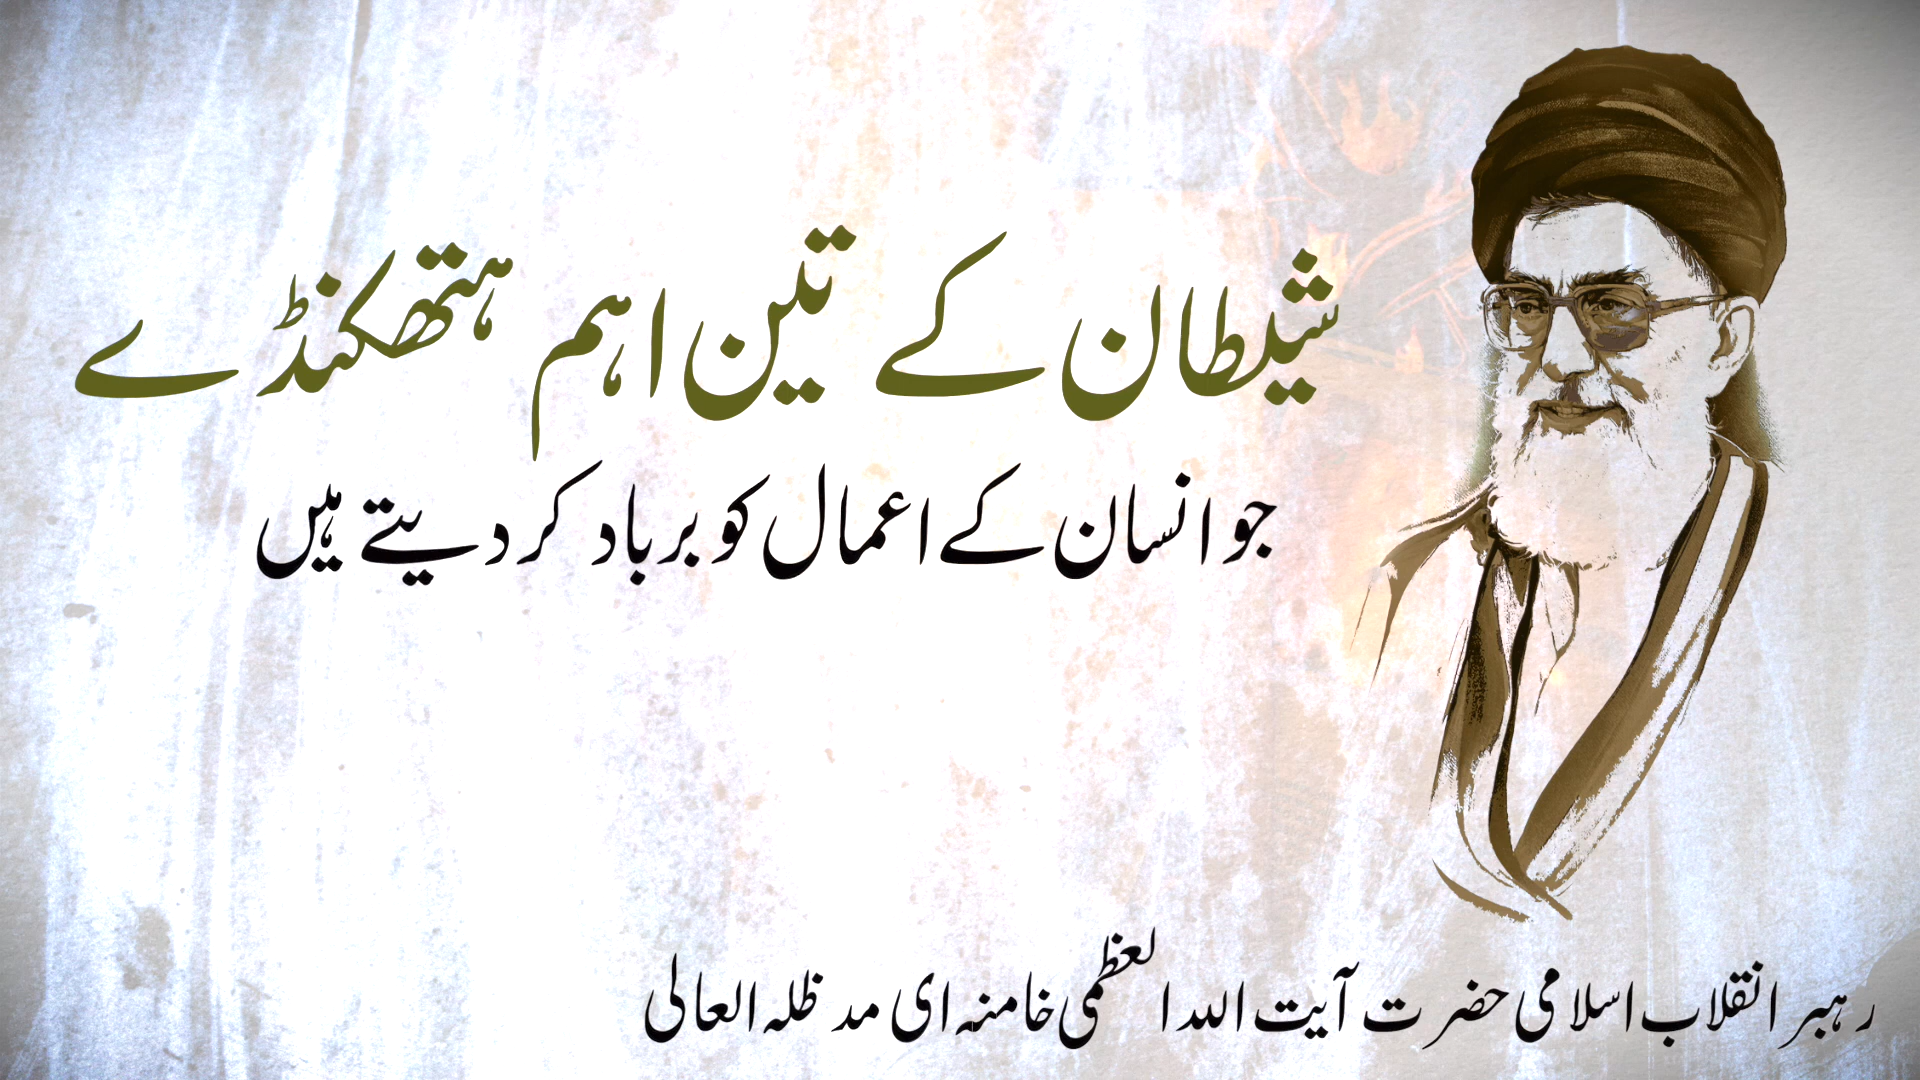 شیطان کے تین اہم ہتھکنڈے
جو انسان کے اعمال کو برباد کر دیتے ہیں
رہبر انقلاب اسلامی حضرت آیت اللہ العظمی خامنہ ای مد ظلہ العالی